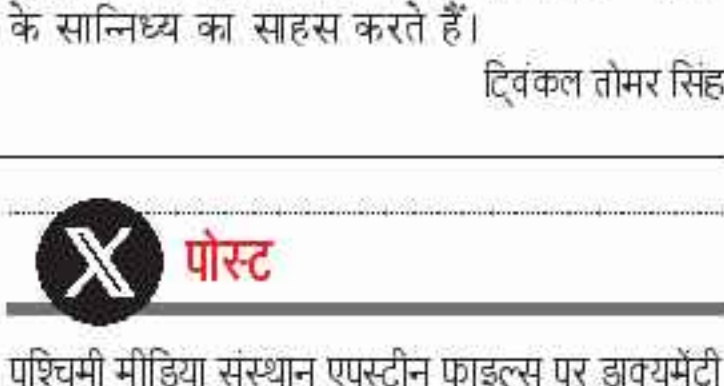 के सान्निध्य का साहस करते हैं।
ट्विंकल तोमर सिंह
X पोस्ट
पश्चिमी मीडिया संस्थान एपस्टीन फाइल्स पर डाक्यूमेंट्री